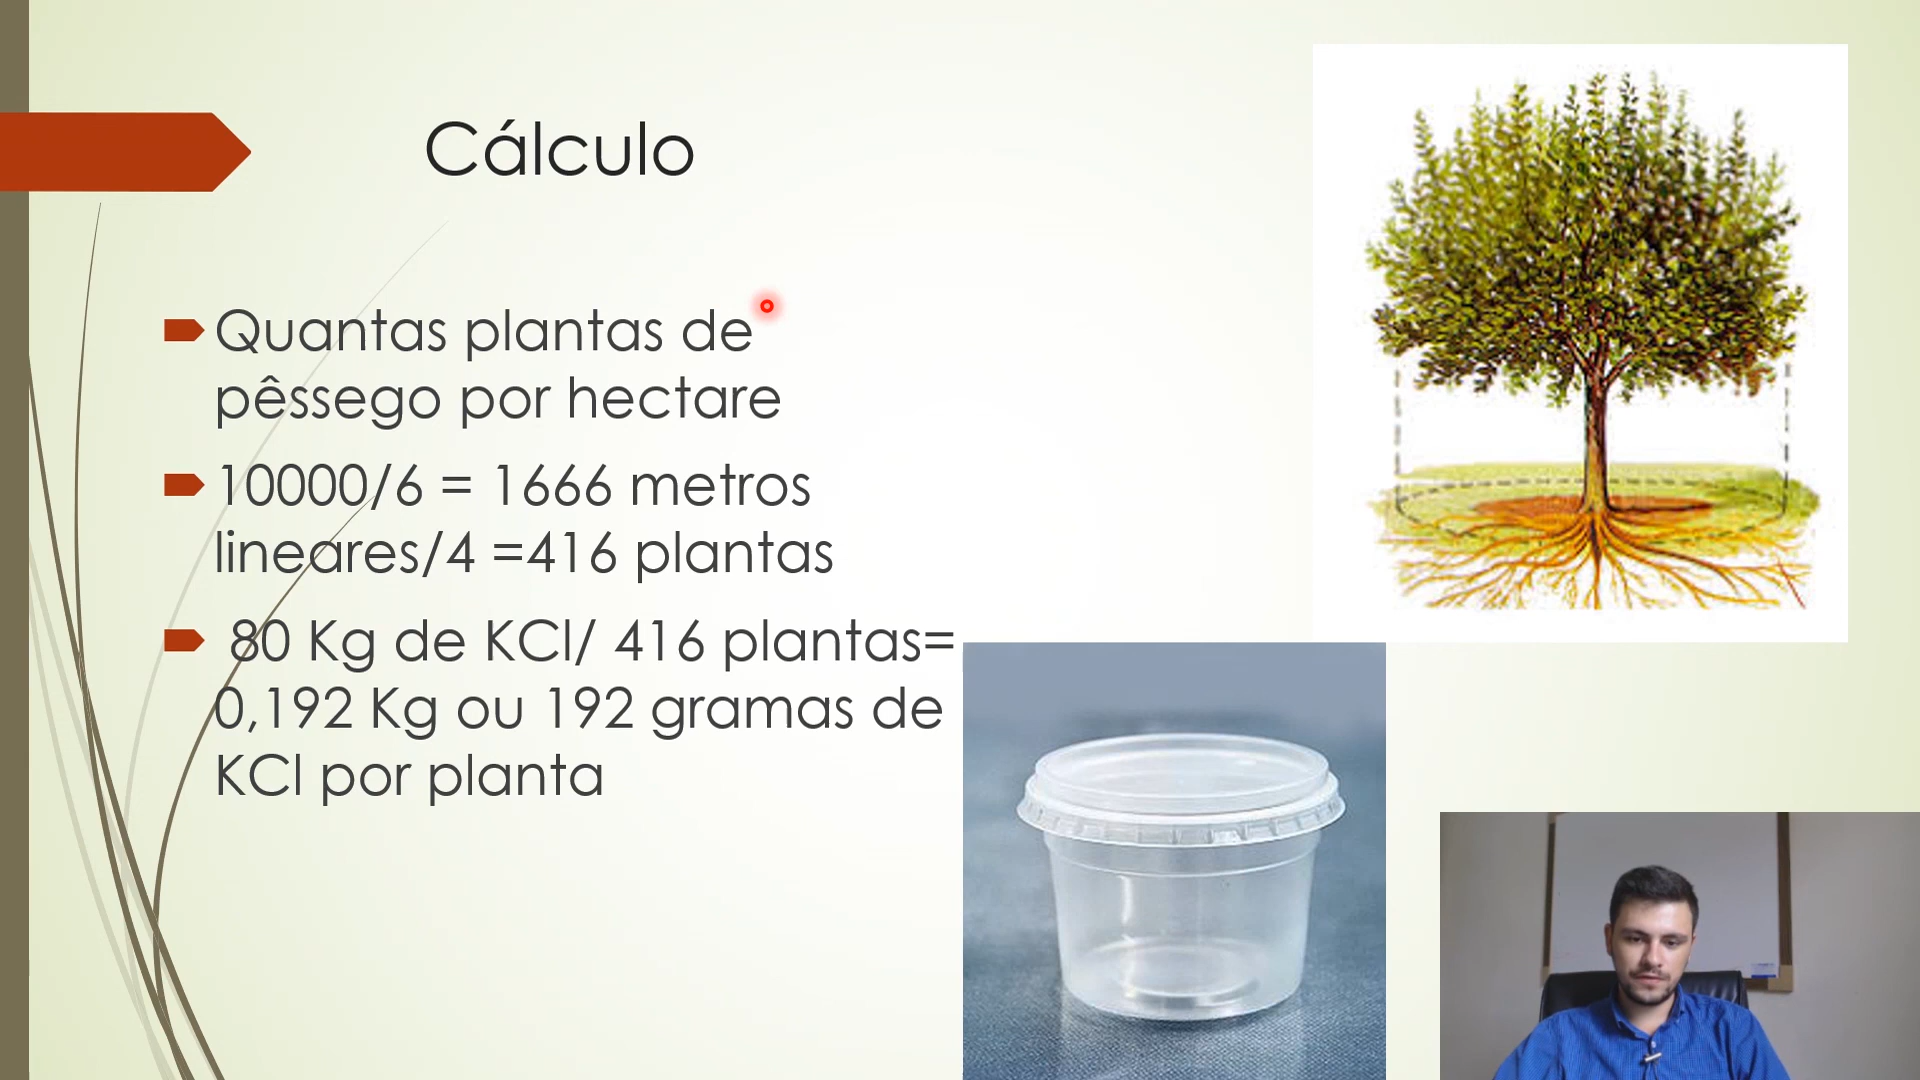 Cálculo
Quantas plantas de
pêssego por hectare
10000/6 = 1666 metros
lineares/4 =416 plantas
80 Kg de KCl/ 416 plantas=
0,192 Kg ou 192 gramas de
KCl por planta